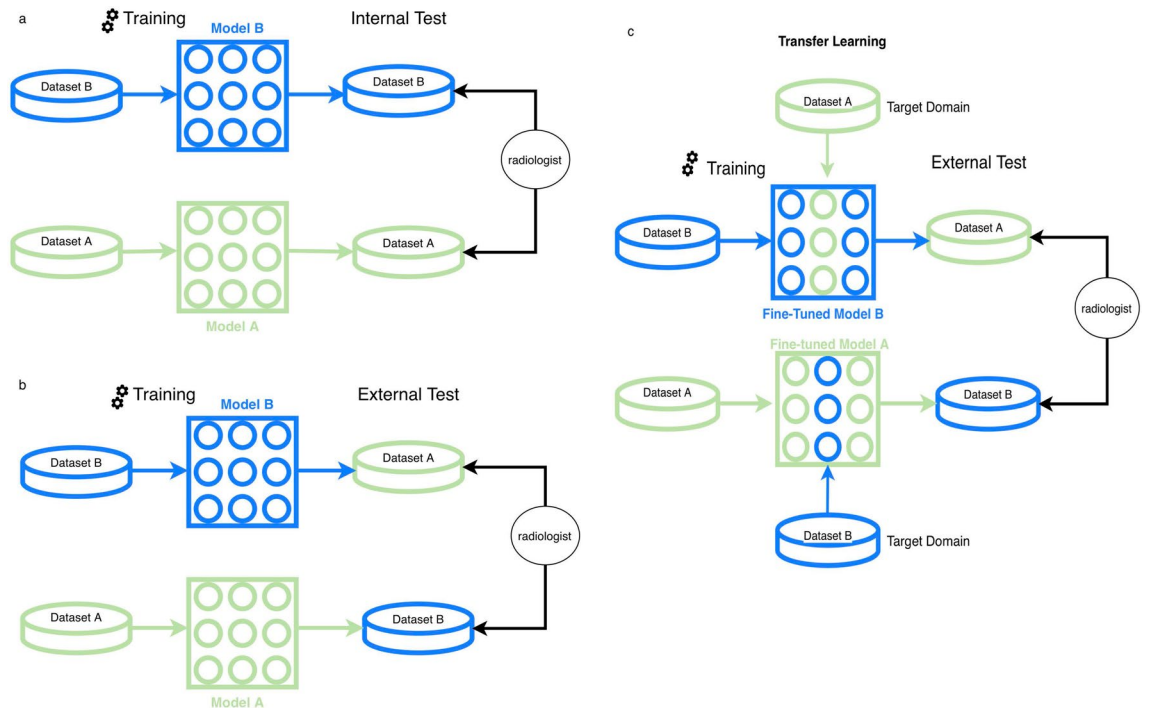 a
Training
Internal Test
Model B
Dataset B
Dataset B
radiologist
Dataset A
Dataset A
Model A
b
Training
External Test
Model B
Dataset B
Dataset A
radiologist
Dataset A
Dataset B
Model A
c
Transfer Learning
Dataset A
Target Domain
Training
External Test
Dataset B
Dataset A
Fine-Tuned Model B
radiologist
Fine-tuned Model A
Dataset A
Dataset B
Dataset B
Target Domain